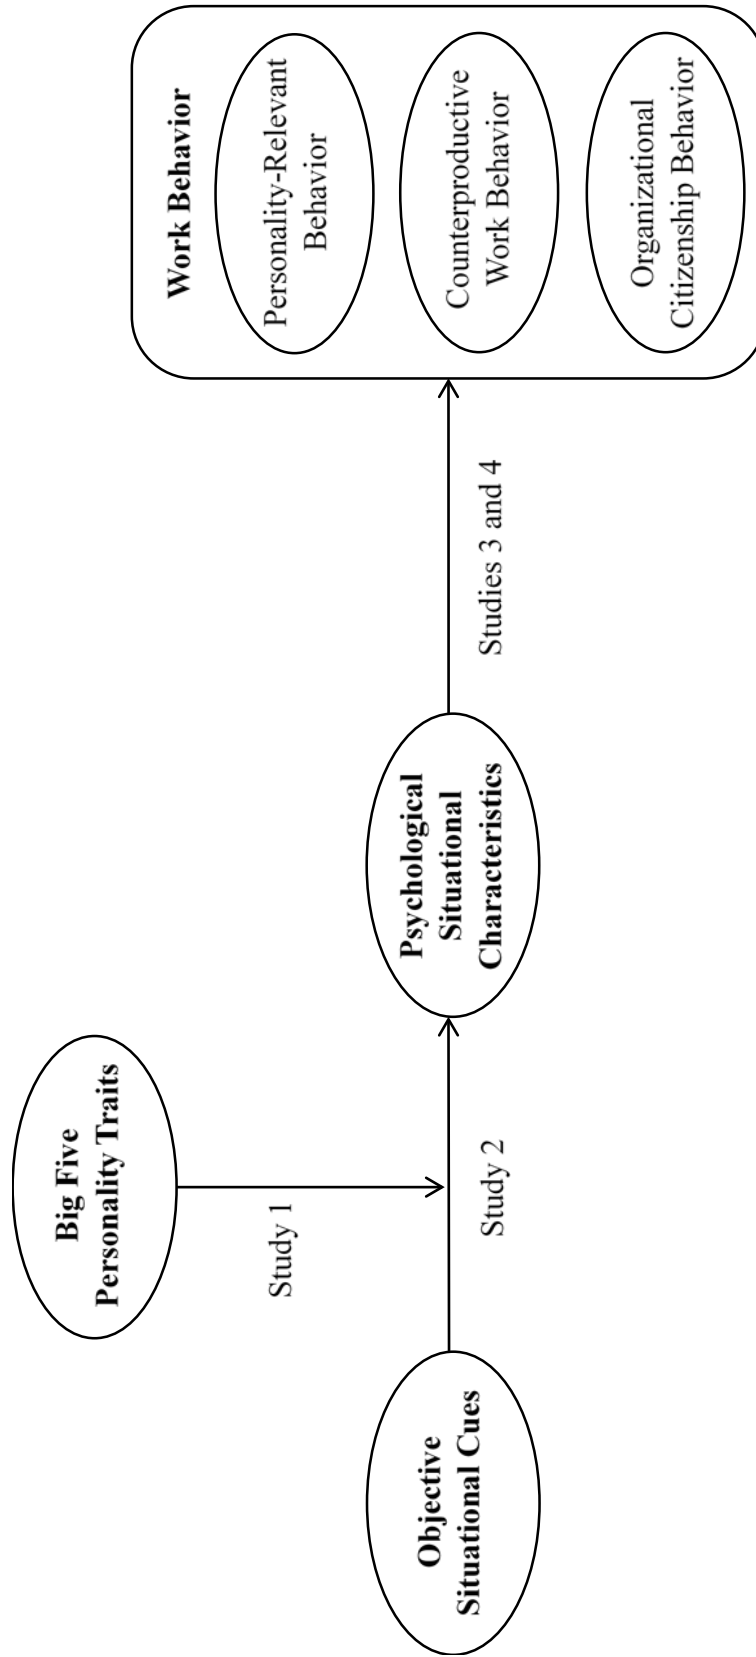 Big Five
Personality Traits
Study 1
Objective
Situational Cues
Study 2
Psychological
Situational
Characteristics
Studies 3 and 4
Work Behavior
Personality-Relevant
Behavior
Counterproductive
Work Behavior
Organizational
Citizenship Behavior